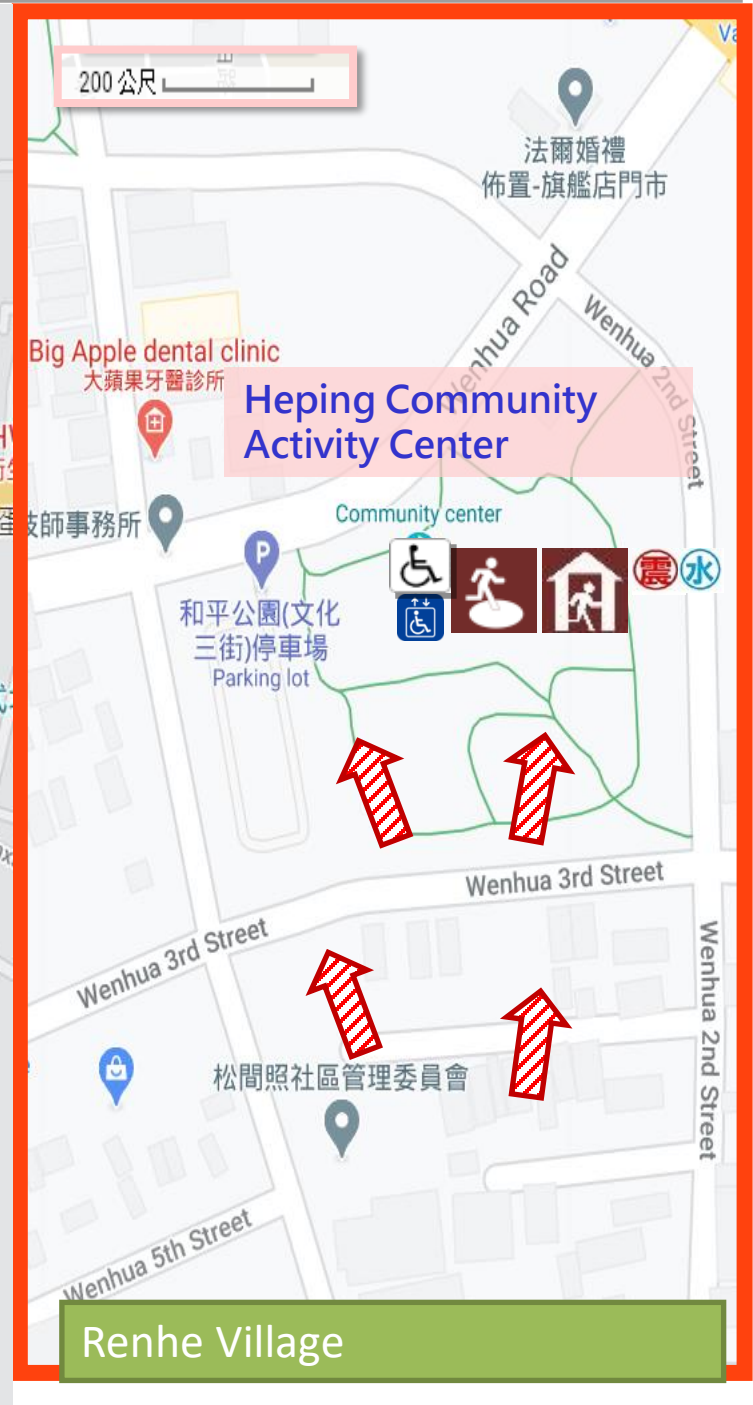 200 公尺
Va
法爾婚禮
佈置-旗艦店門市
Wenhua Road
Wenhua 2nd Street
Big Apple dental clinic
大蘋果牙醫診所
Heping Community
Activity Center
Community center
技師事務所
P
震 水
和平公園(文化
三街)停車場
Parking lot
Wenhua 3rd Street
Wenhua 3rd Street
Wenhua 2nd Street
松間照社區管理委員會
Wenhua 5th Street
Renhe Village